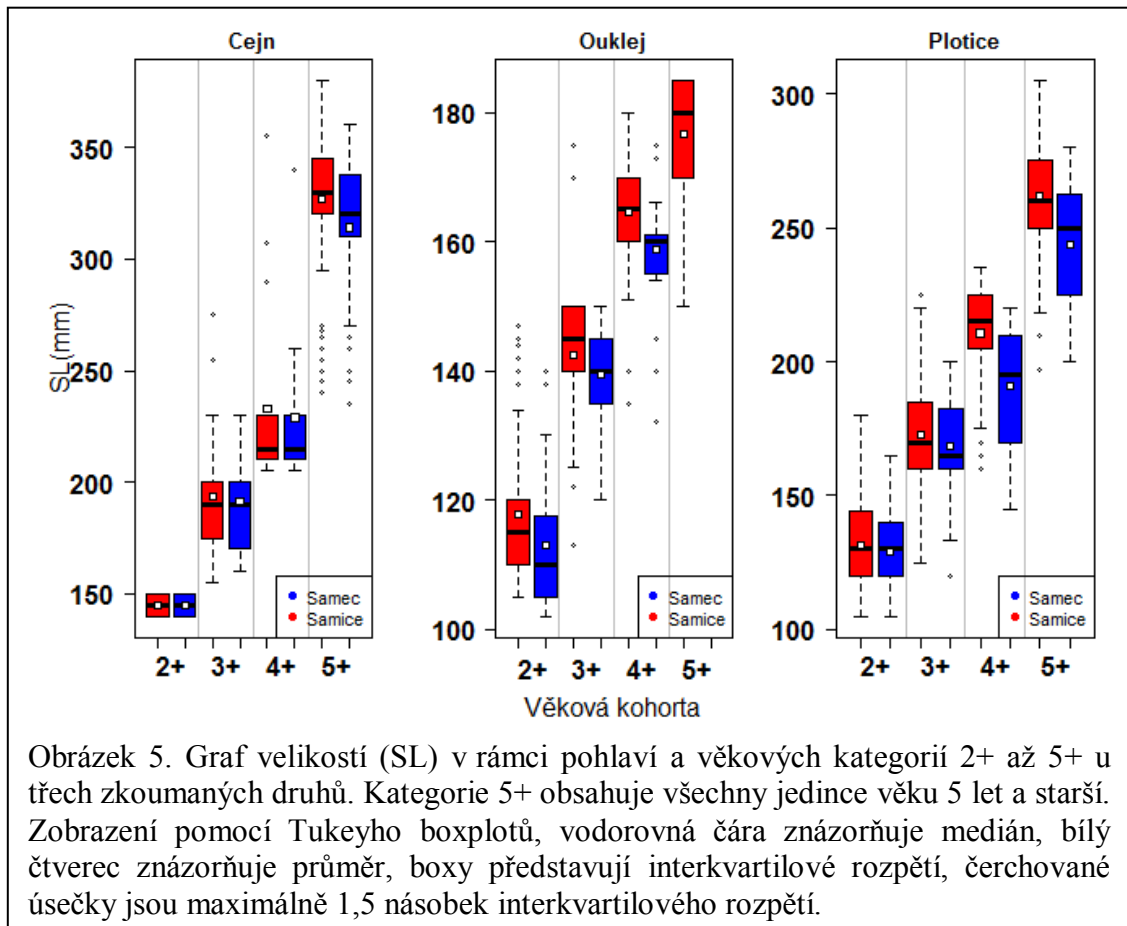 Cejn
Ouklej
Plotice
SL(mm)
350
300
250
200
150
180
160
140
120
100
300
250
200
150
100
Samec
Samice
Samec
Samice
Samec
Samice
2+ 3+ 4+ 5+
2+ 3+ 4+ 5+
2+ 3+ 4+ 5+
Věková kohorta
Obrázek 5. Graf velikostí (SL) v rámci pohlaví a věkových kategorií 2+ až 5+ u
třech zkoumaných druhů. Kategorie 5+ obsahuje všechny jedince věku 5 let a starší.
Zobrazení pomocí Tukeyho boxplotů, vodorovná čára znázorňuje medián, bílý
čtverec znázorňuje průměr, boxy představují interkvartilové rozpětí, čerchované
úsečky jsou maximálně 1,5 násobek interkvartilového rozpětí.